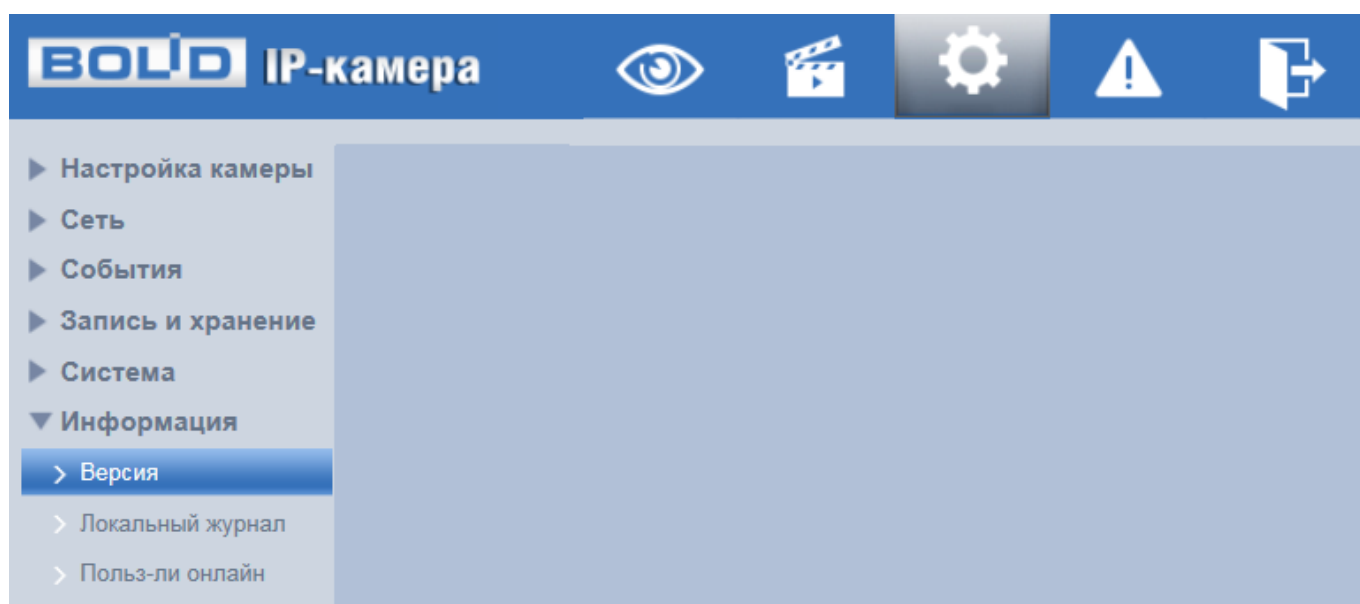 BOLID IP-камера
Настройка камеры
Сеть
События
Запись и хранение
Система
Информация
Версия
Локальный журнал
Польз-ли онлайн